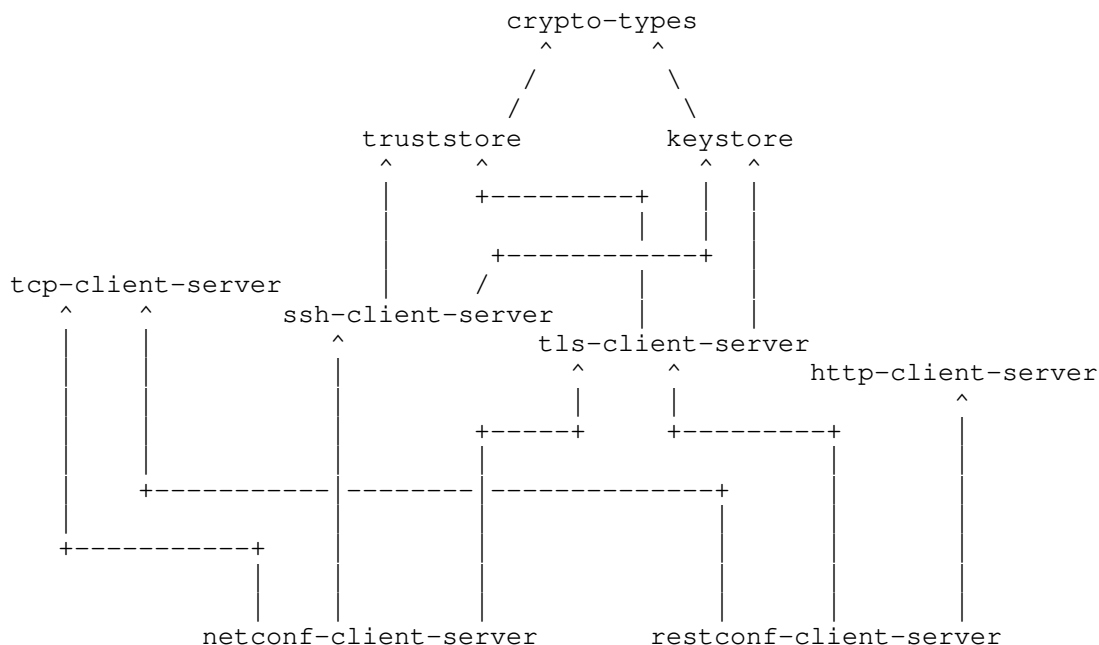 crypto-types
truststore keystore
tcp-client-server
ssh-client-server
tls-client-server
http-client-server
netconf-client-server restconf-client-server